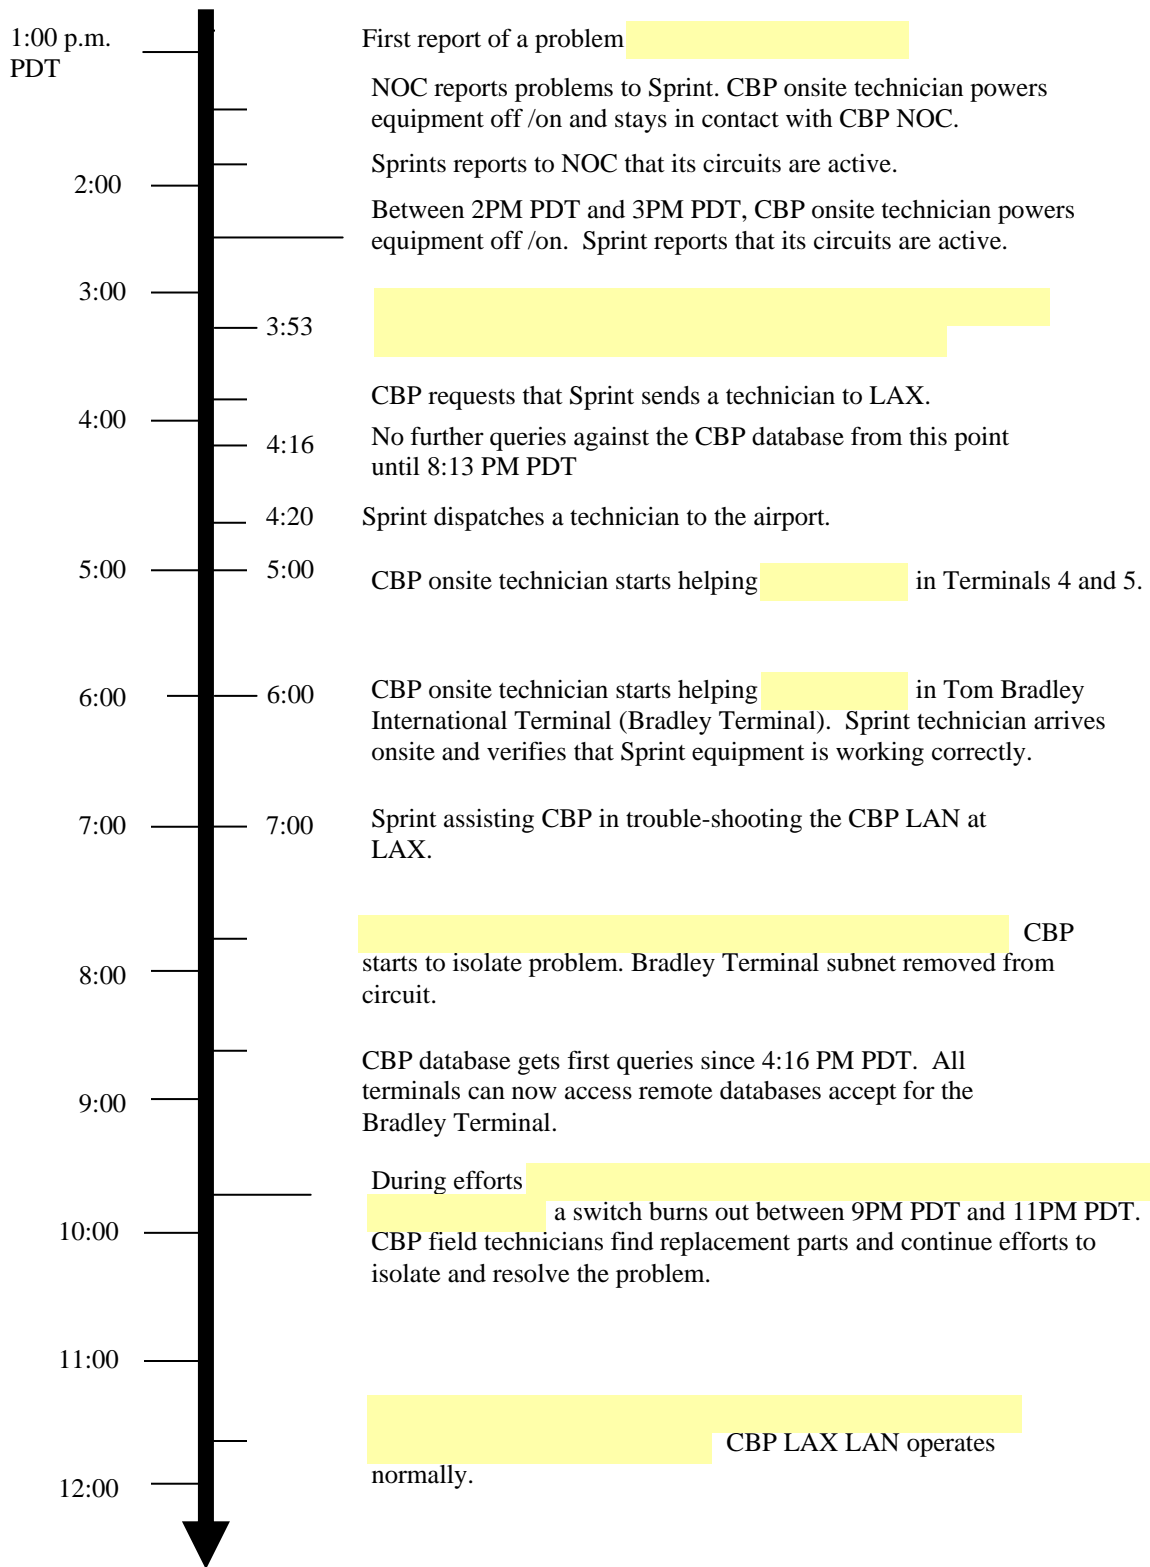 1:00 p.m.
PDT
First report of a problem
NOC reports problems to Sprint. CBP onsite technician powers
equipment off /on and stays in contact with CBP NOC.
Sprints reports to NOC that its circuits are active.
2:00
Between 2PM PDT and 3PM PDT, CBP onsite technician powers
equipment off /on.  Sprint reports that its circuits are active.
3:00
3:53
CBP requests that Sprint sends a technician to LAX.
4:00
4:16
No further queries against the CBP database from this point
until 8:13 PM PDT
4:20
Sprint dispatches a technician to the airport.
5:00
5:00
CBP onsite technician starts helping in Terminals 4 and 5.
6:00
6:00
CBP onsite technician starts helping in Tom Bradley
International Terminal (Bradley Terminal).  Sprint technician arrives
onsite and verifies that Sprint equipment is working correctly.
7:00
7:00
Sprint assisting CBP in trouble-shooting the CBP LAN at
LAX.
CBP
starts to isolate problem. Bradley Terminal subnet removed from
circuit.
8:00
CBP database gets first queries since 4:16 PM PDT.  All
terminals can now access remote databases accept for the
Bradley Terminal.
9:00
During efforts
a switch burns out between 9PM PDT and 11PM PDT.
CBP field technicians find replacement parts and continue efforts to
isolate and resolve the problem.
10:00
11:00
CBP LAX LAN operates
normally.
12:00